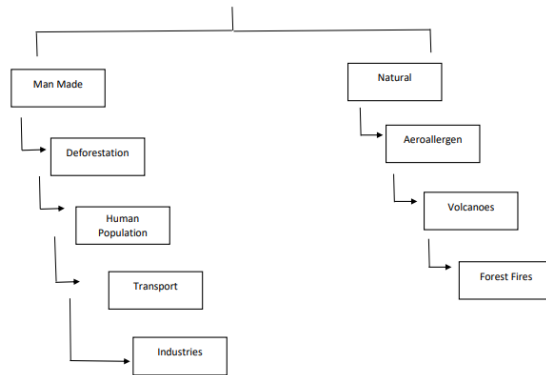 Man Made
Natural
Deforestation
Aeroallergen
Human
Population
Volcanoes
Transport
Forest Fires
Industries